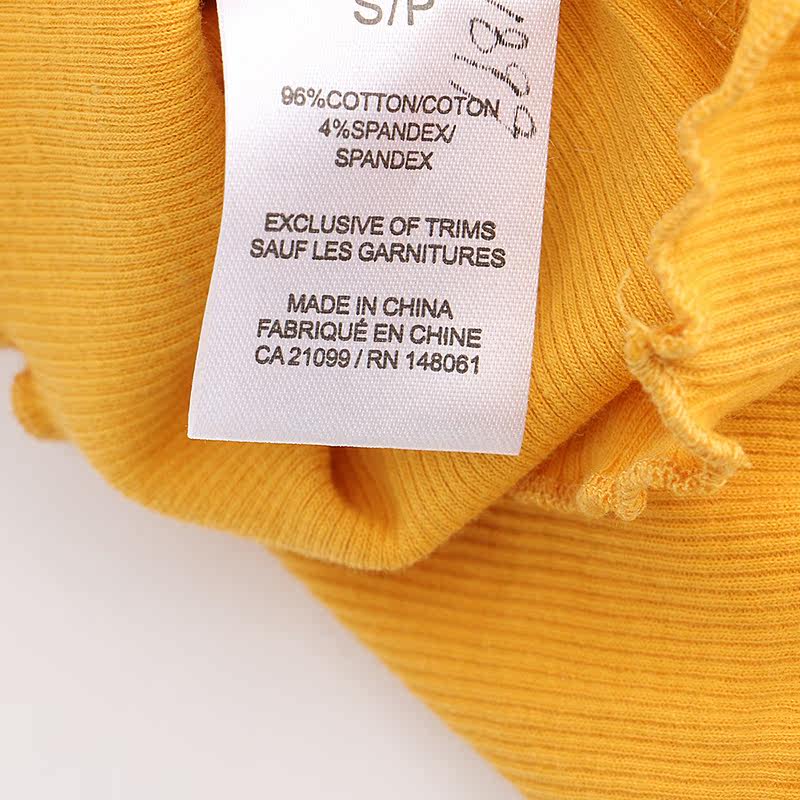 S/P
96%COTTON/COTON
4%SPANDEX/
SPANDEX
EXCLUSIVE OF TRIMS
SAUF LES GARNITURES
MADE IN CHINA
FABRIQUÉ EN CHINE
CA 21099 / RN 148061